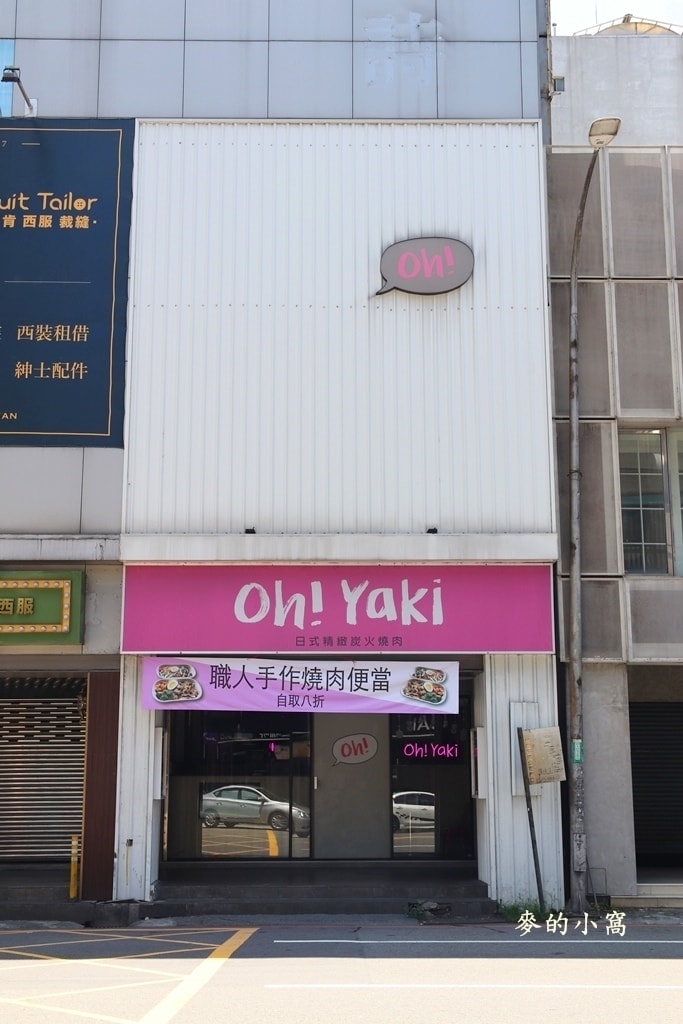 7
uit Tailor
肯 西服 裁縫
西裝租借
紳士配件
AN
西服
Oh!
Oh! Yaki
日式精緻炭火燒肉
職人手作燒肉便當
自取八折
Oh!
Oh! Yaki
麥的小窩